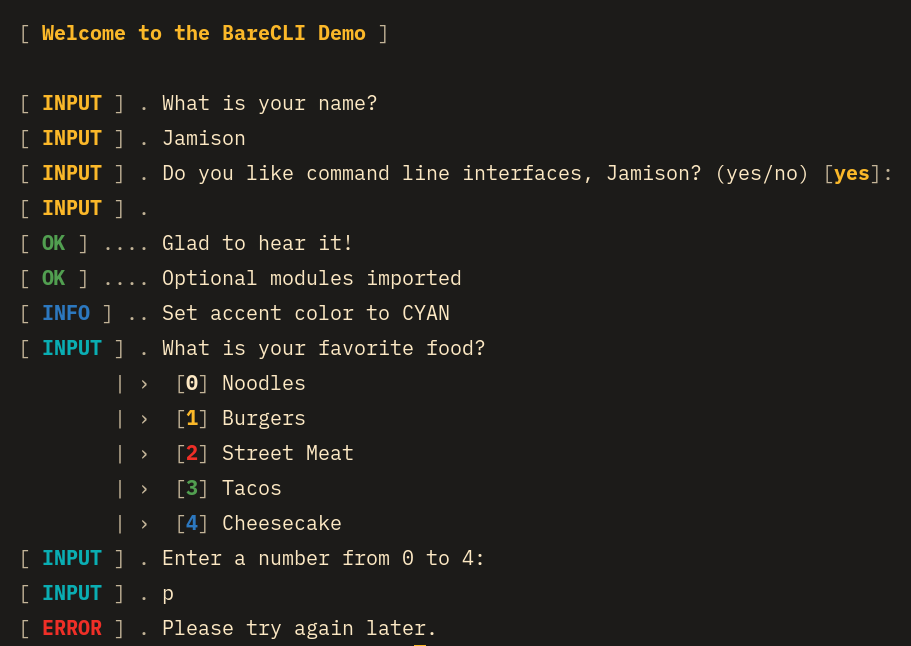 [ Welcome to the BareCLI Demo ]
[ INPUT ] . What is your name?
[ INPUT ] . Jamison
[ INPUT ] . Do you like command line interfaces, Jamison? (yes/no) [yes]:
[ INPUT ] .
[ OK ] .... Glad to hear it!
[ OK ] .... Optional modules imported
[ INFO ] .. Set accent color to CYAN
[ INPUT ] . What is your favorite food?
| › [0] Noodles
| › [1] Burgers
| › [2] Street Meat
| › [3] Tacos
| › [4] Cheesecake
[ INPUT ] . Enter a number from 0 to 4:
[ INPUT ] . p
[ ERROR ] . Please try again later.